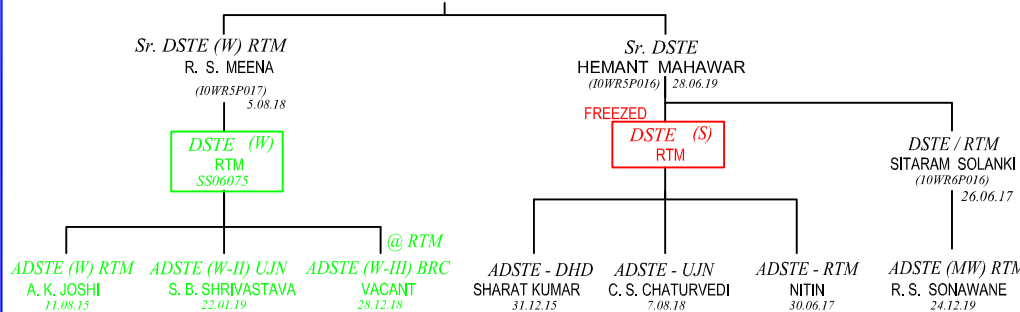 Sr. DSTE (W) RTM
R. S. MEENA
(I0WR5P017)
5.08.18
DSTE (W)
RTM
SS06075
@ RTM
ADSTE (W) RTM
A. K. JOSHI
11.08.15
ADSTE (W-II) UJN
S. B. SHRIVASTAVA
22.01.19
ADSTE (W-III) BRC
VACANT
28.12.18
Sr. DSTE
HEMANT MAHAWAR
(I0WR5P016) 28.06.19
FREEZED
DSTE (S)
RTM
ADSTE - DHD
SHARAT KUMAR
31.12.15
ADSTE - UJN
C. S. CHATURVEDI
7.08.18
ADSTE - RTM
NITIN
30.06.17
DSTE / RTM
SITARAM SOLANKI
(10WR6P016)
26.06.17
ADSTE (MW) RTM
R. S. SONAWANE
24.12.19